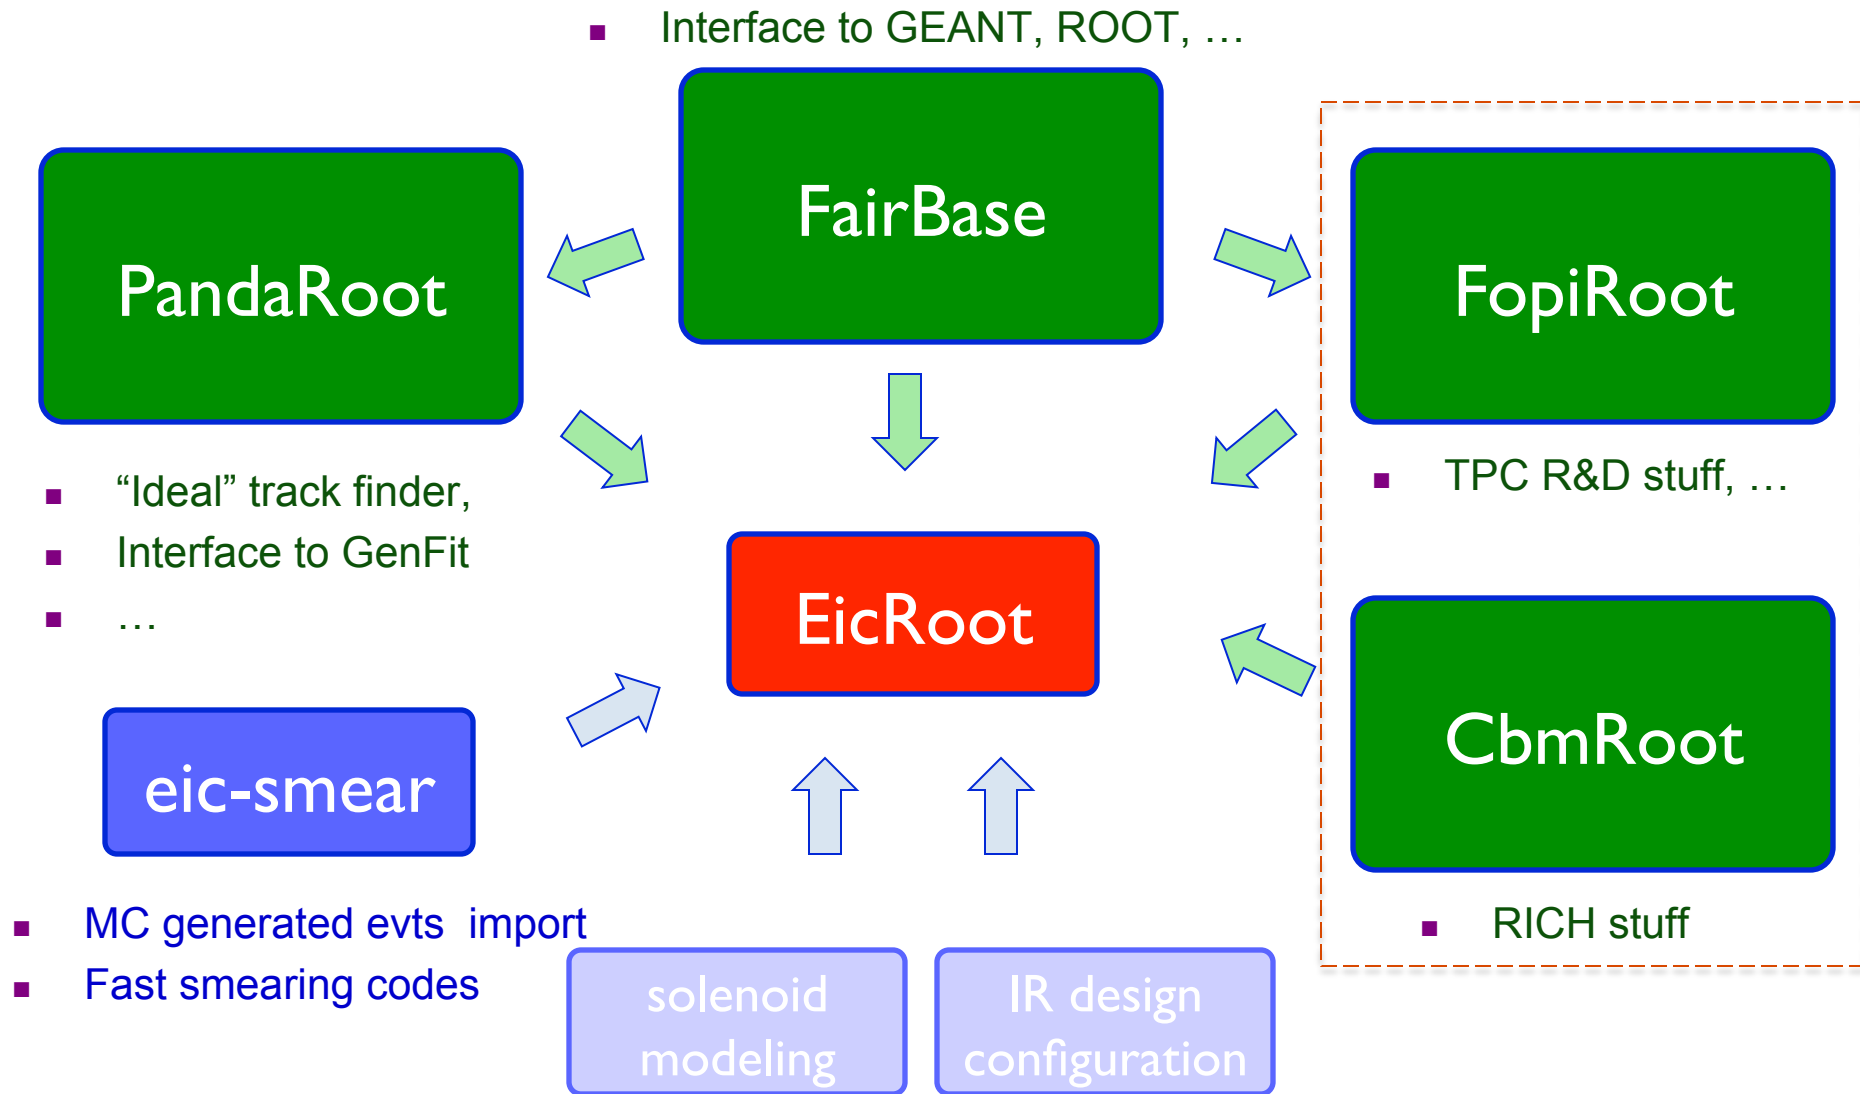 Interface to GEANT, ROOT, …
FairBase
PandaRoot
FopiRoot
“Ideal” track finder,
Interface to GenFit
…
TPC R&D stuff, …
EicRoot
CbmRoot
eic-smear
MC generated evts  import
Fast smearing codes
RICH stuff
solenoid
modeling
IR design
configuration